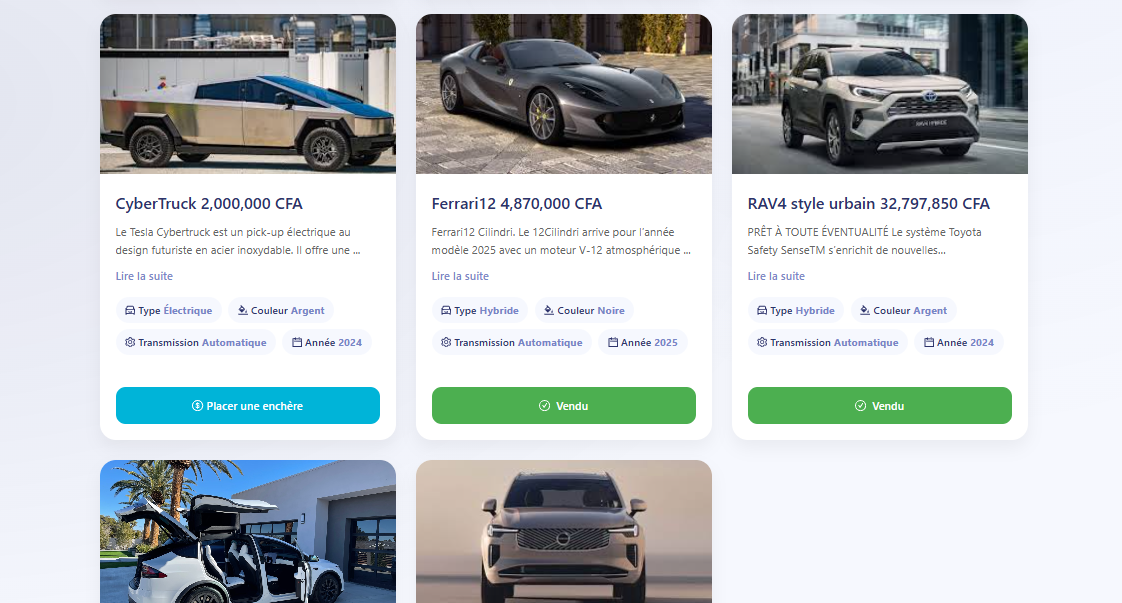 CyberTruck 2,000,000 CFA
Le Tesla Cybertruck est un pick-up électrique au
design futuriste en acier inoxydable. Il offre une ...
Lire la suite
Type Électrique
Couleur Argent
Transmission Automatique
Année 2024
Placer une enchère
Ferrari12 4,870,000 CFA
Ferrari12 Cilindri. Le 12Cilindri arrive pour l'année
modèle 2025 avec un moteur V-12 atmosphérique ...
Lire la suite
Type Hybride
Couleur Noire
Transmission Automatique
Année 2025
Vendu
RAV4 HYBRIDE
RAV4 style urbain 32,797,850 CFA
PRÊT À TOUTE ÉVENTUALITÉ Le système Toyota
Safety SenseTM s'enrichit de nouvelles...
Lire la suite
Type Hybride
Couleur Argent
Transmission Automatique
Année 2024
Vendu